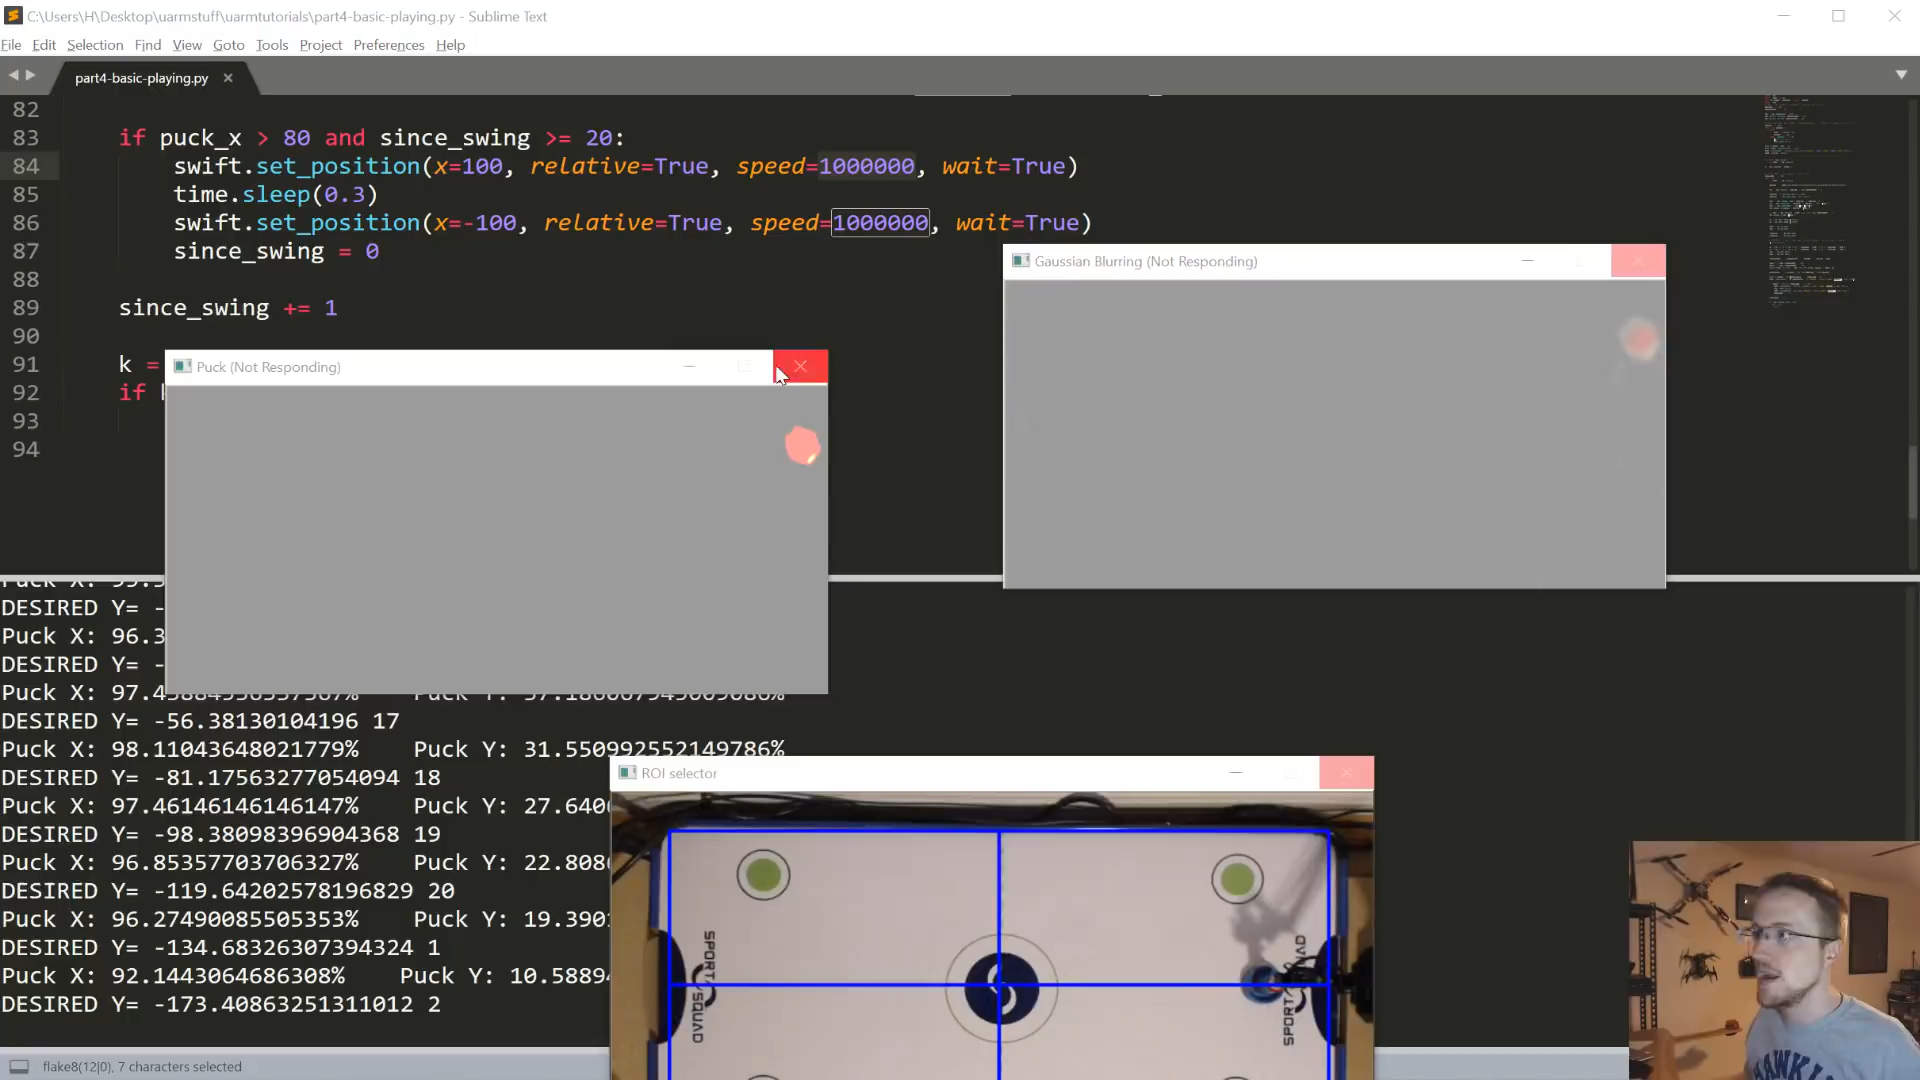 C:\Users\H\Desktop\uarmstuff\uarmtutorials\part4-basic-playing.py - Sublime Text
File Edit Selection Find View Goto Tools Project Preferences Help
part4-basic-playing.py
82
83 if puck_x > 80 and since_swing >= 20:
84 swift.set_position(x=100, relative=True, speed=1000000, wait=True)
85 time.sleep(0.3)
86 swift.set_position(x=-100, relative=True, speed=1000000, wait=True)
87 since_swing = 0
88
89 since_swing += 1
90
91 k =
92 if
93
94
Gaussian Blurring (Not Responding)
Puck (Not Responding)
DESIRED Y= -
Puck X: 96.3
DESIRED Y= -
Puck X: 97.
DESIRED Y= -56.38130104196 17
Puck X: 98.11043648021779% Puck Y: 31.550992552149786%
DESIRED Y= -81.17563277054094 18
Puck X: 97.46146146146147% Puck Y: 27.640
DESIRED Y= -98.38098396904368 19
Puck X: 96.85357703706327% Puck Y: 22.808
DESIRED Y= -119.64202578196829 20
Puck X: 96.27490085505353% Puck Y: 19.390
DESIRED Y= -134.68326307394324 1
Puck X: 92.1443064686308% Puck Y: 10.5889
DESIRED Y= -173.40863251311012 2
ROI selector
SPORT SQUAD
SPORT
flake8(12|0), 7 characters selected